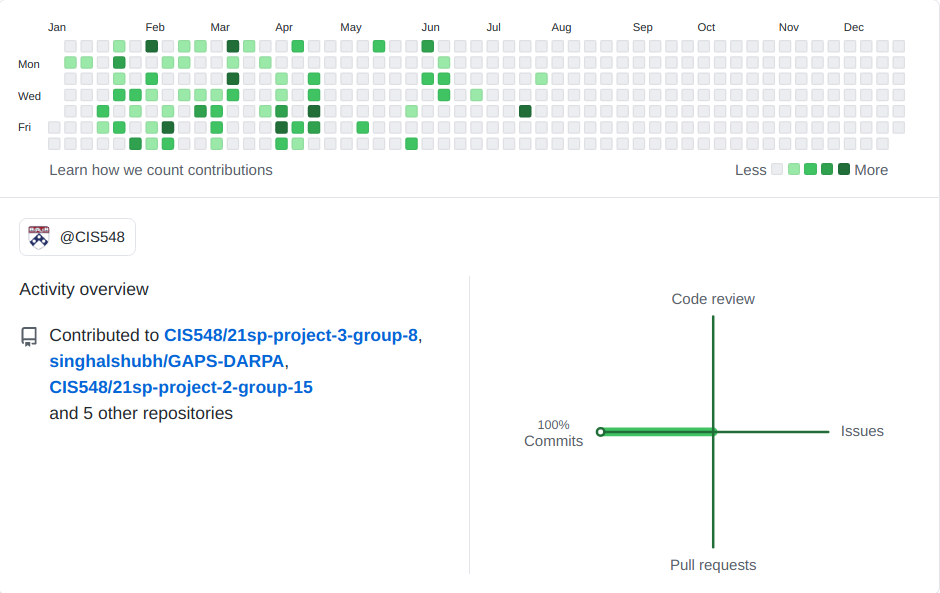 Jan Feb Mar Apr May Jun Jul Aug Sep Oct Nov Dec
Mon
Wed
Fri
Learn how we count contributions
Less More
@CIS548
Activity overview
Contributed to CIS548/21sp-project-3-group-8,
singhalshubh/GAPS-DARPA,
CIS548/21sp-project-2-group-15
and 5 other repositories
Code review
100%
Commits
Issues
Pull requests